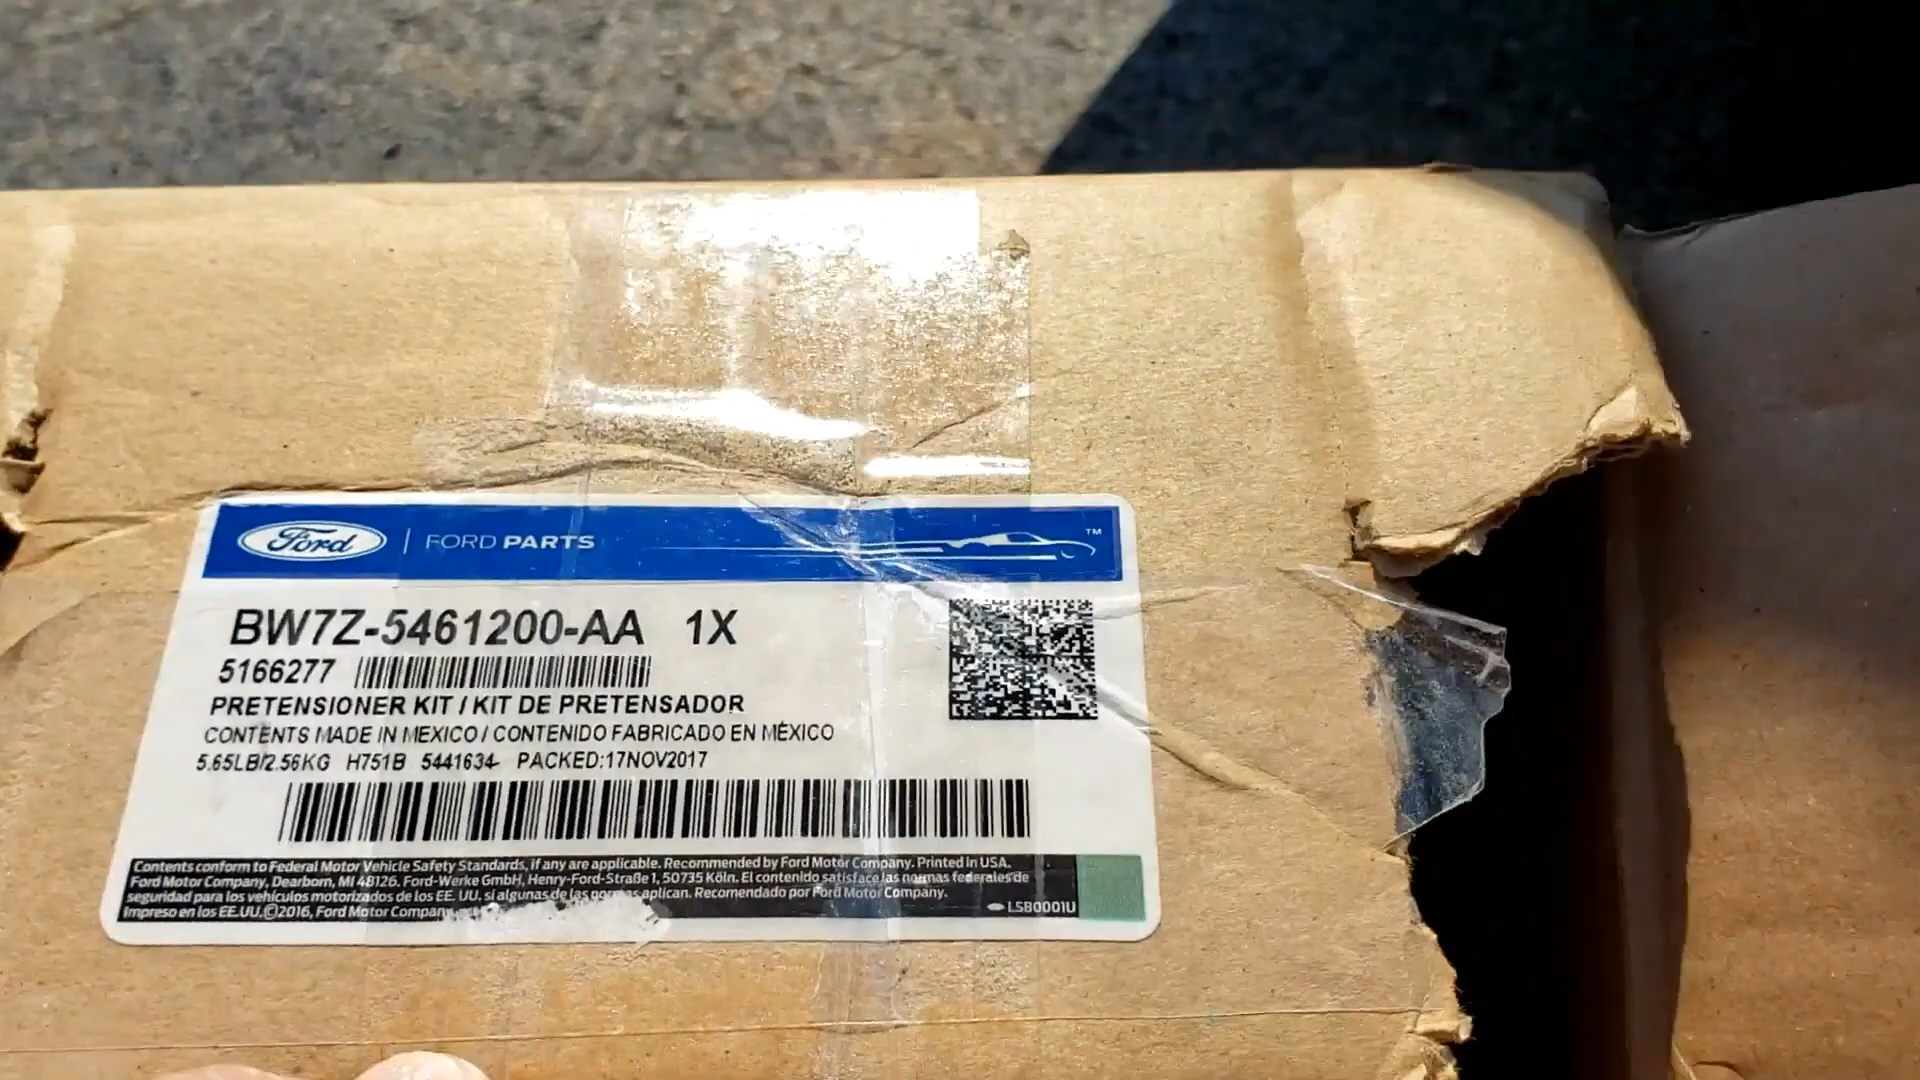 Ford | FORD PARTS ™
BW7Z-5461200-AA 1X
5166277
PRETENSIONER KIT / KIT DE PRETENSADOR
CONTENTS MADE IN MEXICO / CONTENIDO FABRICADO EN MÉXICO
5.65LB/2.56KG H751B 5441634- PACKED:17NOV2017
Contents conform to Federal Motor Vehicle Safety Standards, if any are applicable. Recommended by Ford Motor Company. Printed in USA.
Ford Motor Company, Dearborn, MI 48126. Ford-Werke GmbH, Henry-Ford-Straße 1, 50735 Köln. El contenido satisface las normas federales de
seguridad para los vehículos motorizados de los EE. UU. si algunas de las normas aplican. Recomendado por Ford Motor Company.
Impreso en los EE.UU.©2016, Ford Motor Company
LSB0001U